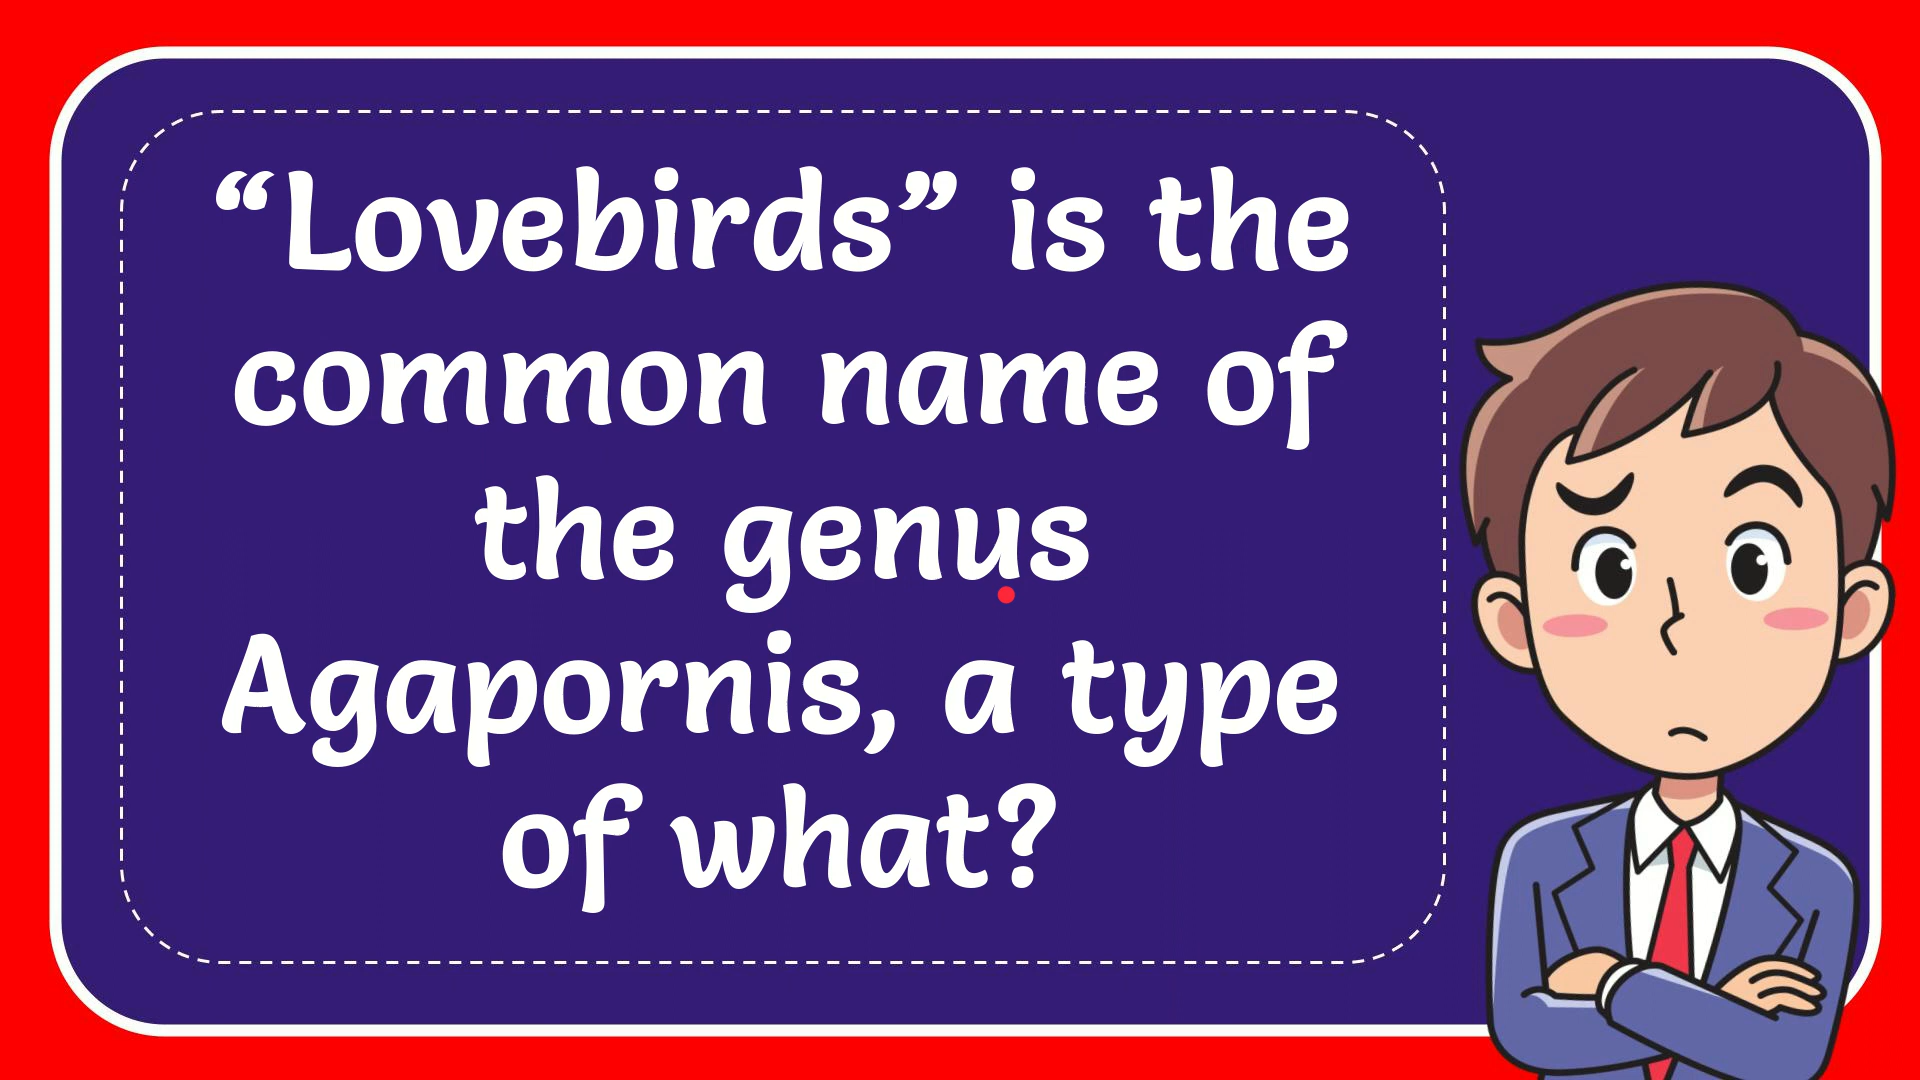 “Lovebirds” is the
common name of
the genus
Agapornis, a type
of what?